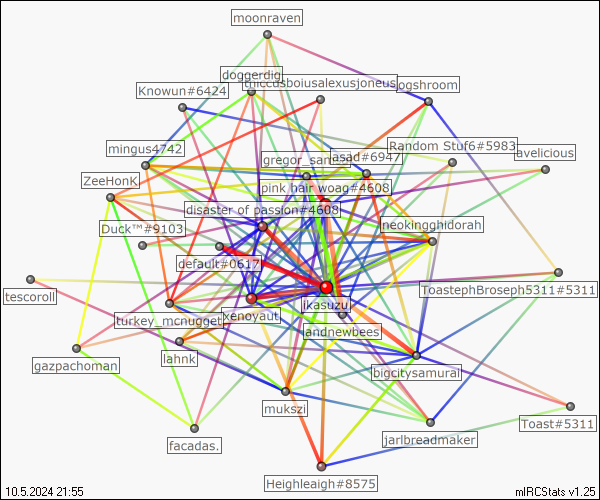 moonraven
doggerdig
thiccusboiusalexusjoneus
Knowun#6424
ogshroom
mingus4742
Random Stuf6#5983
avelicious
gregor_samsa
asad#6947
ZeeHonK
pink hair woag#4608
disaster of passion#4608
neokingghidorah
Duck™#9103
default#0617
ToastephBroseph5311#5311
tescoroll
jkasuzu
turkey_mcnugget
xenoyaut
andnewbees
lahnk
gazpachoman
bigcitysamurai
mukszi
Toast#5311
facadas.
jarlbreadmaker
Heighleaigh#8575
10.5.2024 21:55
mIRCStats v1.25